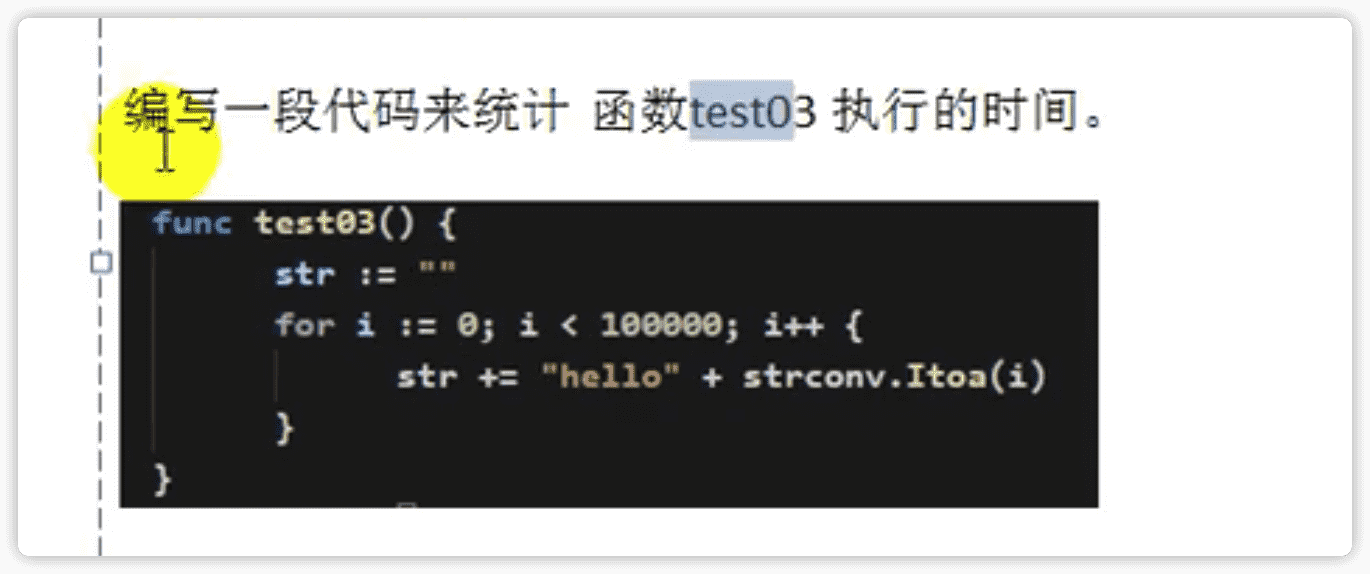 编写一段代码来统计 函数test03 执行的时间。
func test03() {
str := ""
for i := 0; i < 100000; i++ {
str += "hello" + strconv.Itoa(i)
}
}